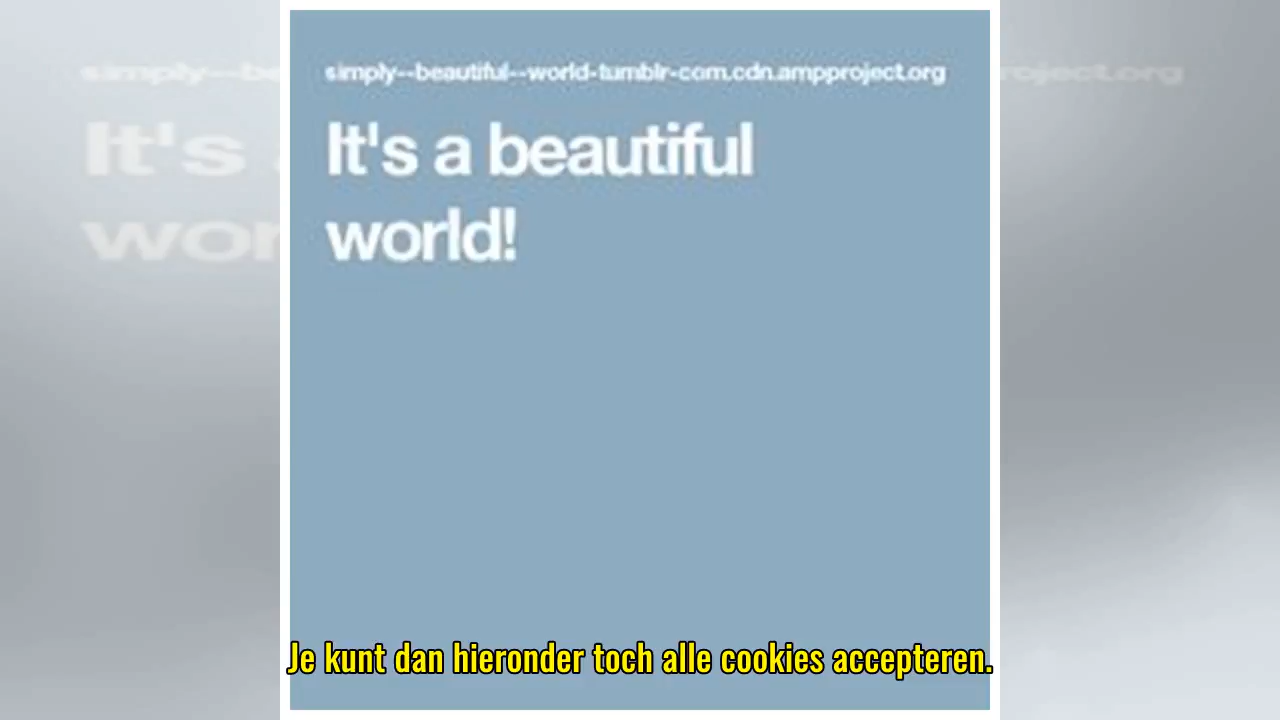 simply--beautiful--world-tumblr-com.cdn.ampproject.org
It's a beautiful
world!
Je kunt dan hieronder toch alle cookies accepteren.